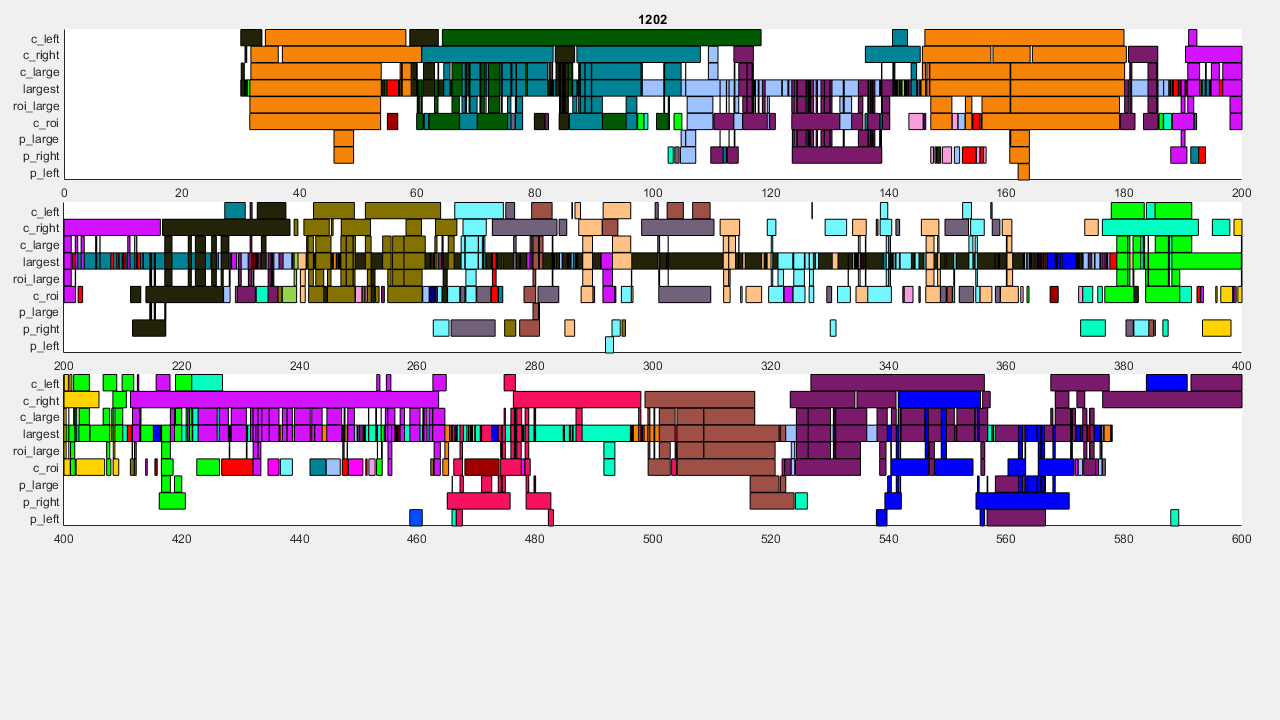 1202
c_left
c_right
c_large
largest
roi_large
c_roi
p_large
p_right
p_left
0 20 40 60 80 100 120 140 160 180 200
c_left
c_right
c_large
largest
roi_large
c_roi
p_large
p_right
p_left
200 220 240 260 280 300 320 340 360 380 400
c_left
c_right
c_large
largest
roi_large
c_roi
p_large
p_right
p_left
400 420 440 460 480 500 520 540 560 580 600